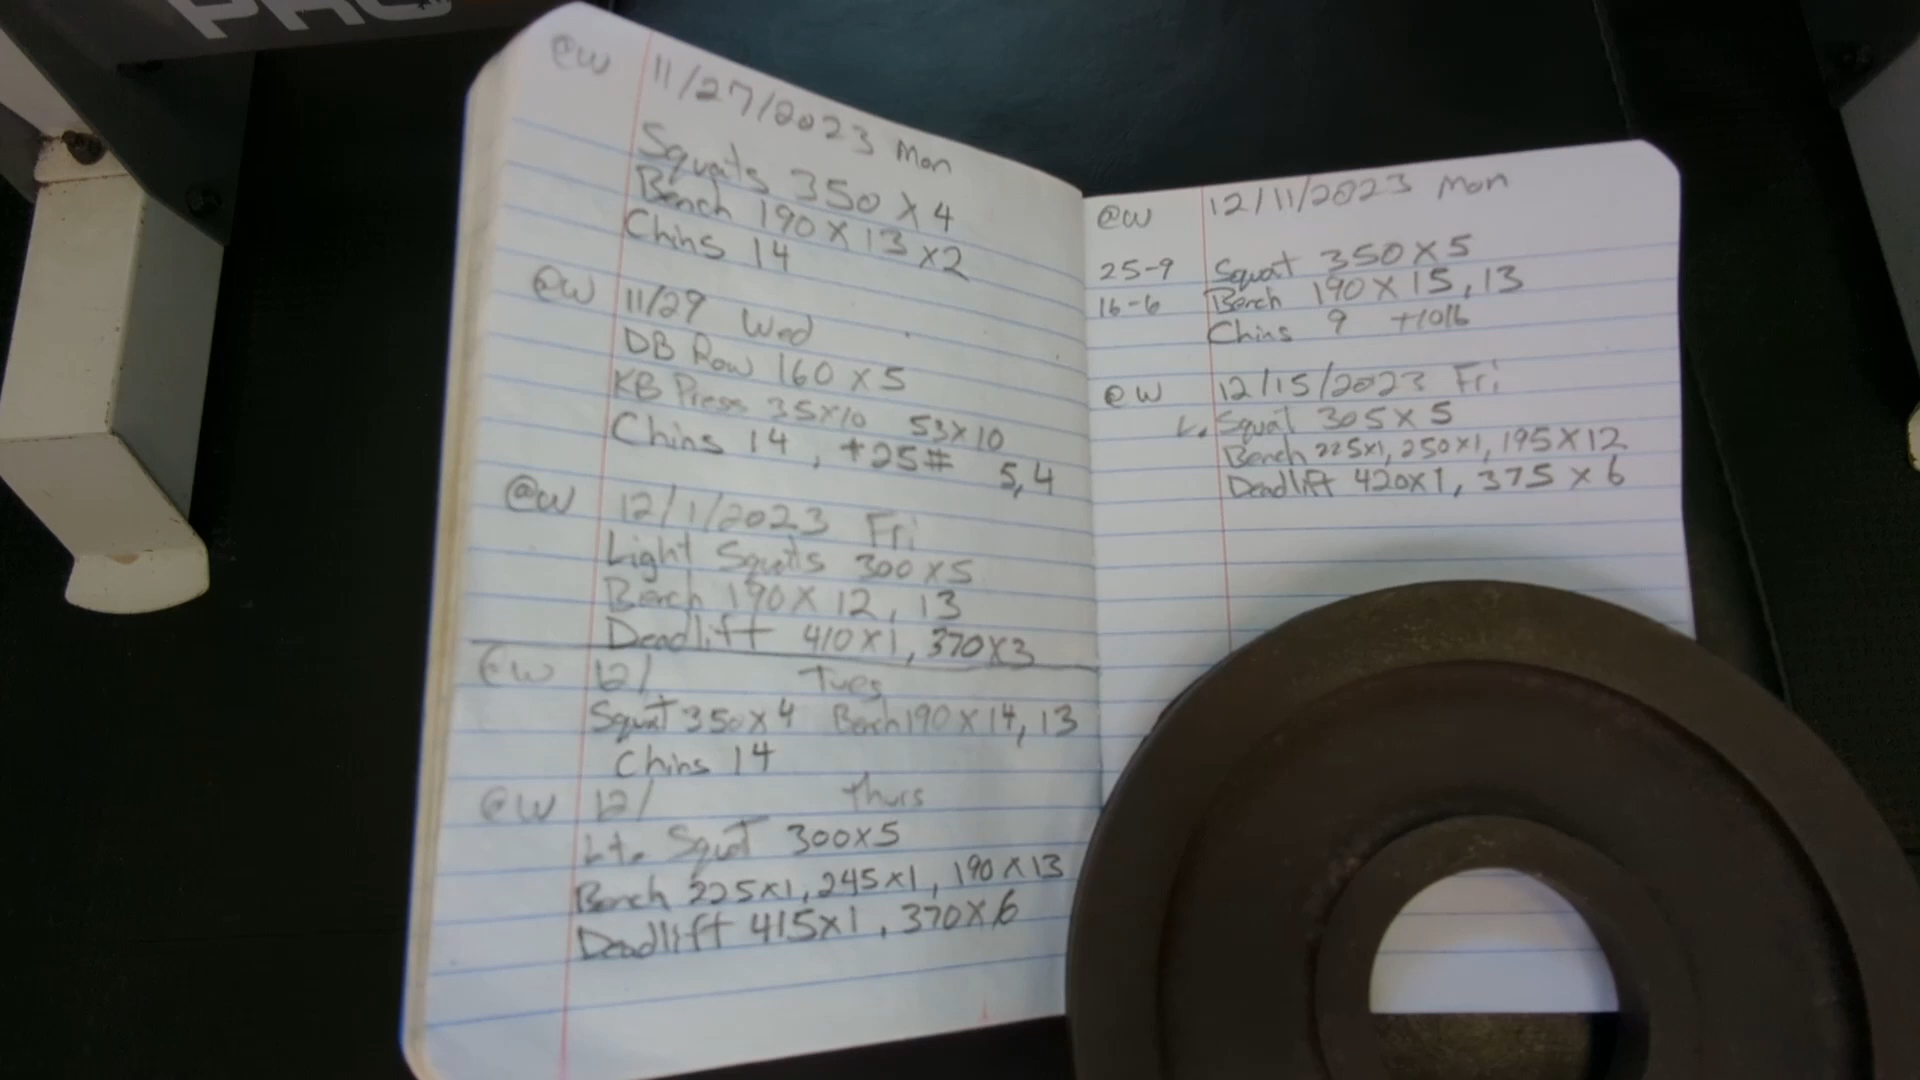 PRO
@W 11/27/2023 Mon
Squats 350 X 4
Bench 190 X 13 x2
Chins 14
@W 11/29 Wed
DB Row 160 x 5
KB Press 35x10 53x10
Chins 14, +25# 5,4
@W 12/1/2023 Fri
Light Squats 300 x 5
Bench 190 X 12, 13
Deadlift 410x1, 370x3
@W 12/ Tues
Squat 350x4 Bench 190 X 14, 13
Chins 14
@W 12/ Thurs
Lt. Squat 300x5
Bench 225x1, 245x1, 190 X 13
Deadlift 415x1, 370x6
@W 12/11/2023 Mon
25-9 Squat 350 X 5
16-6 Bench 190 X 15, 13
Chins 9 +10lb
@W 12/15/2023 Fri
L. Squat 305 x 5
Bench 225x1, 250x1, 195 X 12
Deadlift 420x1, 375 x 6